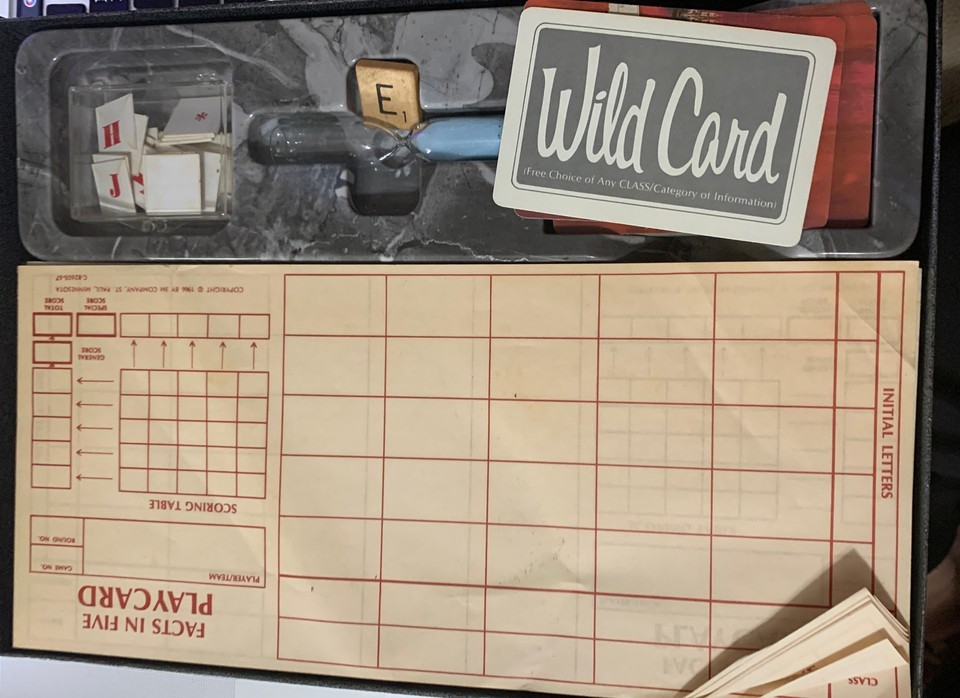 E1
Wild Card
(Free Choice of Any CLASS/Category of Information)
H
*
J
INITIAL LETTERS
CLASS
FACTS IN FIVE
PLAYCARD
PLAYER/TEAM
GAME NO.
ROUND NO.
SCORING TABLE
GENERAL
SCORE
SPECIAL
SCORE
TOTAL
SCORE
COPYRIGHT © 1966 BY 3M COMPANY, ST. PAUL, MINNESOTA